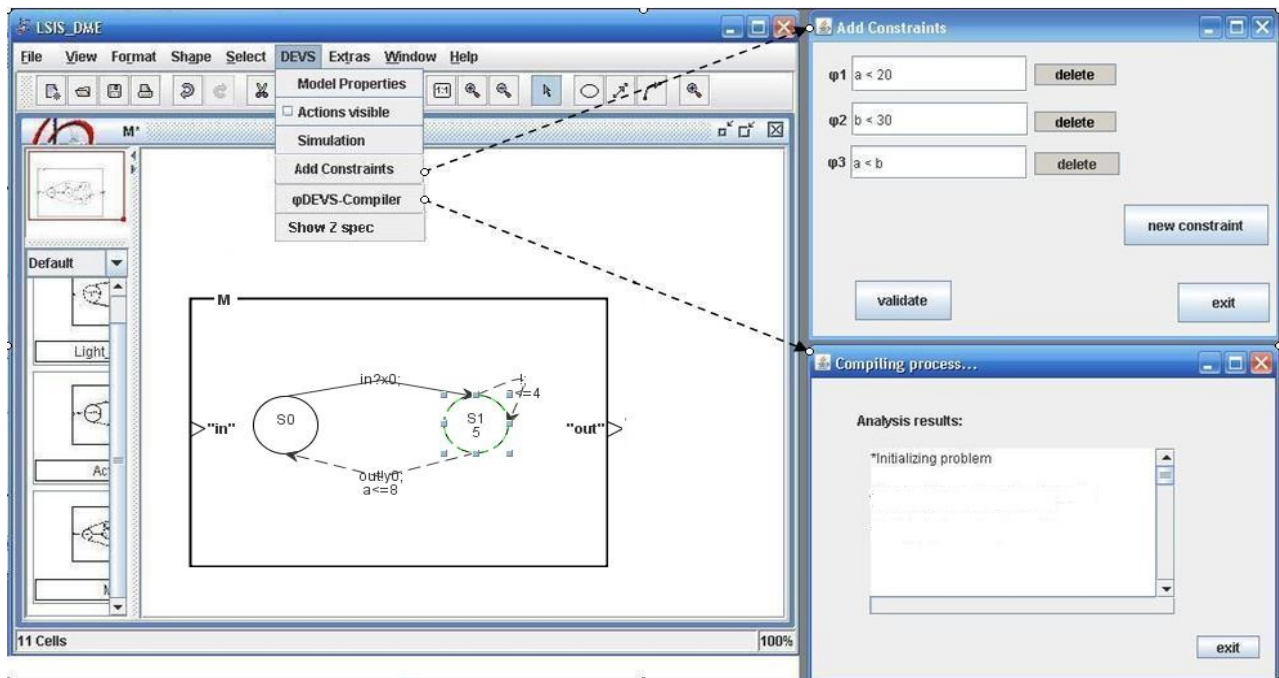 LSIS_DME
File View Format Shape Select DEVS Extras Window Help
Model Properties
Actions visible
Simulation
Add Constraints
φDEVS-Compiler
Show Z spec
1:1
M*
Default
Light_
Ac
M
"in"
S0
in?x0;
S1
5
a<=4
out!y0;
a<=8
"out"
11 Cells
100%
Add Constraints
φ1 a < 20 delete
φ2 b < 30 delete
φ3 a < b delete
new constraint
validate
exit
Compiling process...
Analysis results:
*Initializing problem
exit